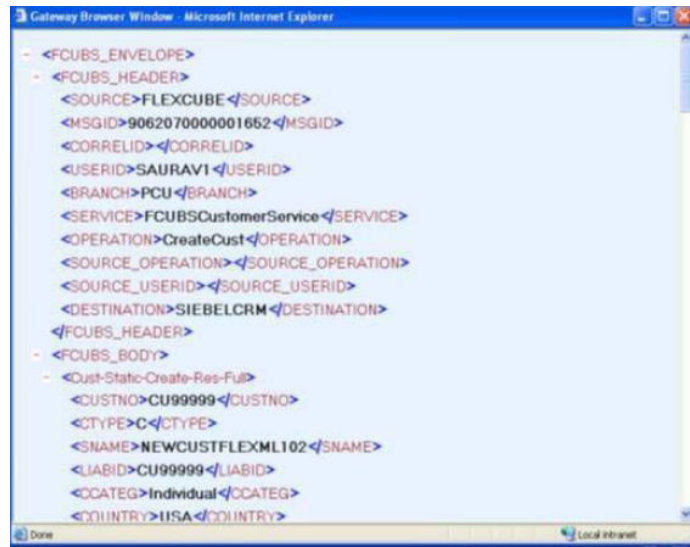 Gateway Browser Window - Microsoft Internet Explorer
- <FCUBS_ENVELOPE>
- <FCUBS_HEADER>
<SOURCE>FLEXCUBE</SOURCE>
<MSGID>9062070000001652</MSGID>
<CORRELID></CORRELID>
<USERID>SAURAV1</USERID>
<BRANCH>PCU</BRANCH>
<SERVICE>FCUBSCustomerService</SERVICE>
<OPERATION>CreateCust</OPERATION>
<SOURCE_OPERATION></SOURCE_OPERATION>
<SOURCE_USERID></SOURCE_USERID>
<DESTINATION>SIEBELCRM</DESTINATION>
</FCUBS_HEADER>
- <FCUBS_BODY>
- <Cust-Static-Create-Res-Full>
<CUSTNO>CU99999</CUSTNO>
<CTYPE>C</CTYPE>
<SNAME>NEWCUSTFLEXML102</SNAME>
<LIABID>CU99999</LIABID>
<CCATEG>Individual</CCATEG>
<COUNTRY>USA</COUNTRY>
Done Local intranet